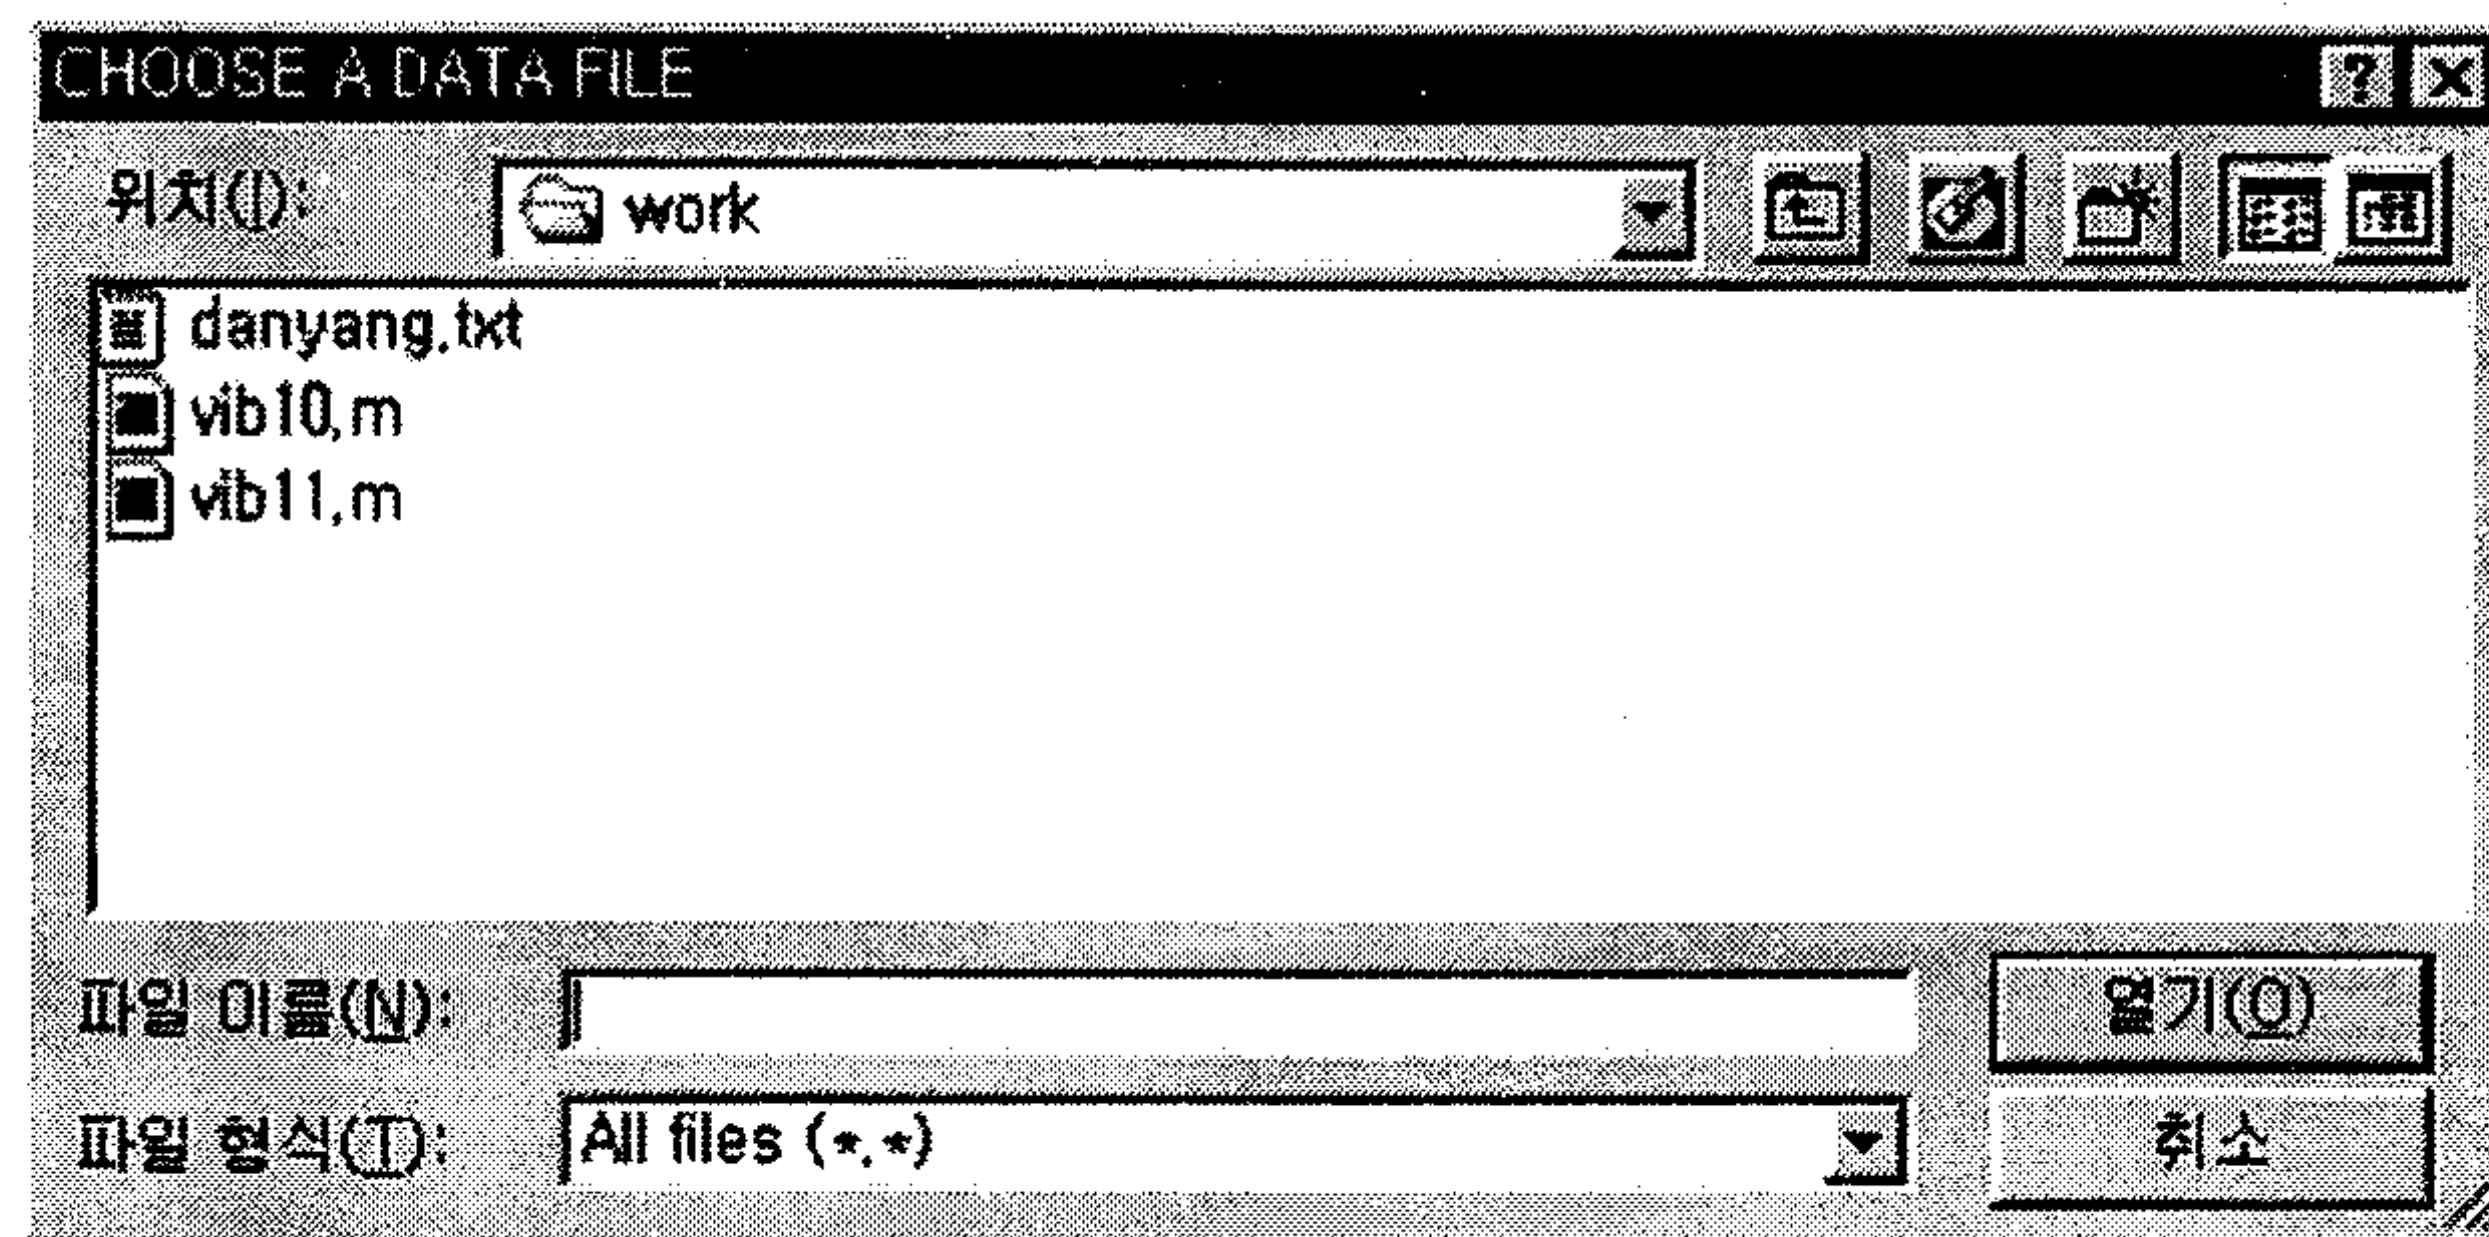 CHOOSE A DATA FILE
위치(I): work
danyang.txt
vib10.m
vib11.m
파일 이름(N): 열기(O)
파일 형식(T): All files (*.*) 취소